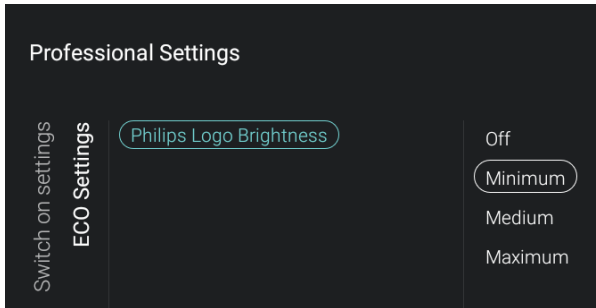 Professional Settings
Switch on settings
ECO Settings
Philips Logo Brightness
Off
Minimum
Medium
Maximum